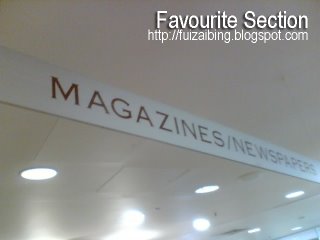 Favourite Section
http://fuizaibing.blogspot.com
MAGAZINES/NEWSPAPERS